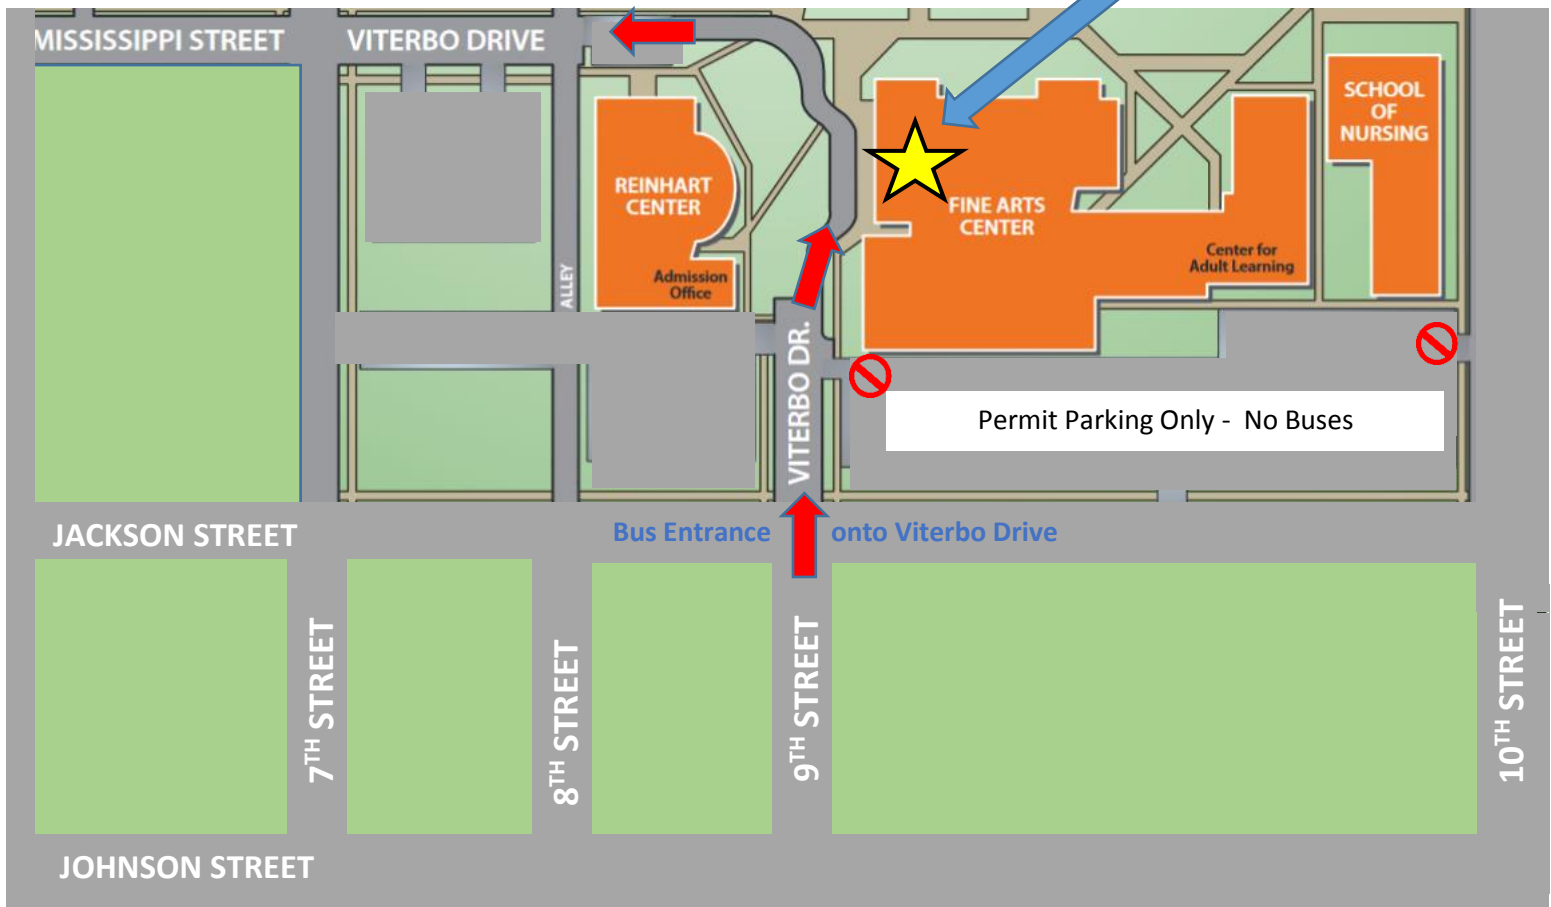 MISSISSIPPI STREET
VITERBO DRIVE
SCHOOL
OF
NURSING
REINHART
CENTER
FINE ARTS
CENTER
Center for
Adult Learning
Admission
Office
ALLEY
VITERBO DR.
Permit Parking Only - No Buses
JACKSON STREET
Bus Entrance onto Viterbo Drive
7TH STREET
8TH STREET
9TH STREET
10TH STREET
JOHNSON STREET